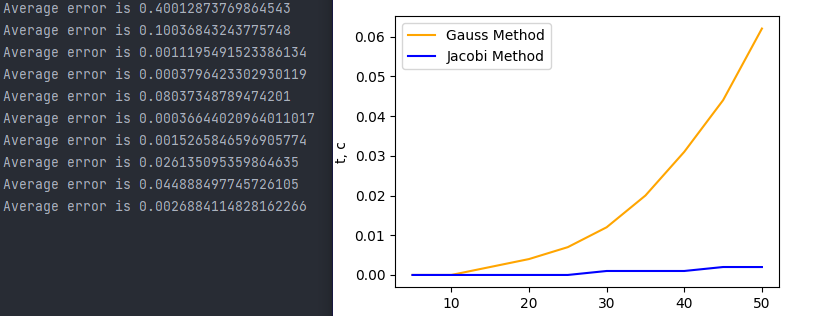 Average error is 0.40012873769864543
Average error is 0.10036843243775748
Average error is 0.0011195491523386134
Average error is 0.0003796423302930119
Average error is 0.08037348789474201
Average error is 0.00036644020964011017
Average error is 0.0015265846596905774
Average error is 0.026135095359864635
Average error is 0.044888497745726105
Average error is 0.0026884114828162266
Gauss Method
Jacobi Method
t, c
0.06
0.05
0.04
0.03
0.02
0.01
0.00
10 20 30 40 50